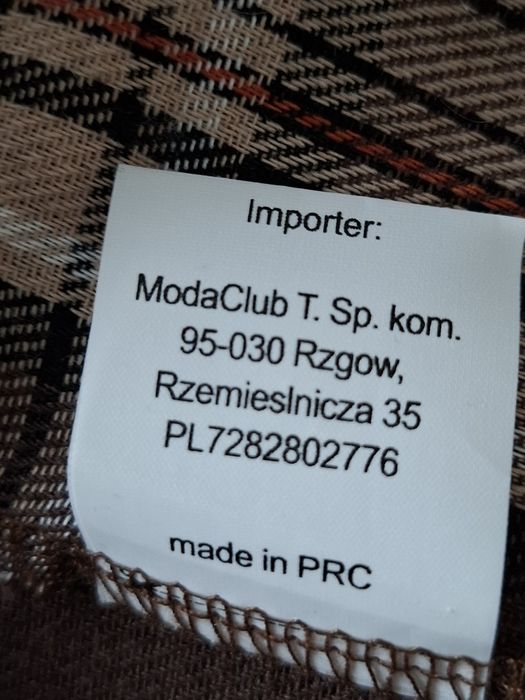 Importer:
ModaClub T. Sp. kom.
95-030 Rzgow,
Rzemieslnicza 35
PL7282802776
made in PRC